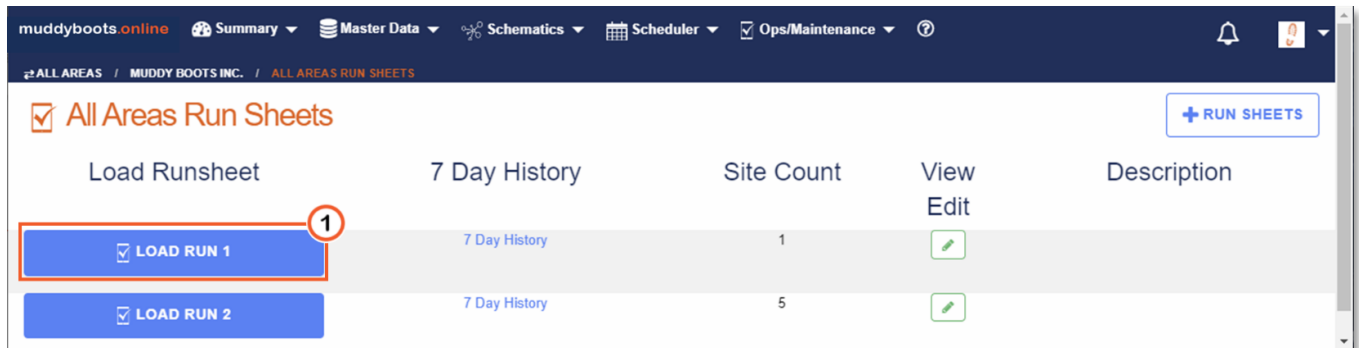 muddyboots.online Summary Master Data Schematics Scheduler Ops/Maintenance
ALL AREAS / MUDDY BOOTS INC. / ALL AREAS RUN SHEETS
All Areas Run Sheets
RUN SHEETS
Load Runsheet 7 Day History Site Count View Edit Description
1
LOAD RUN 1 7 Day History 1
LOAD RUN 2 7 Day History 5